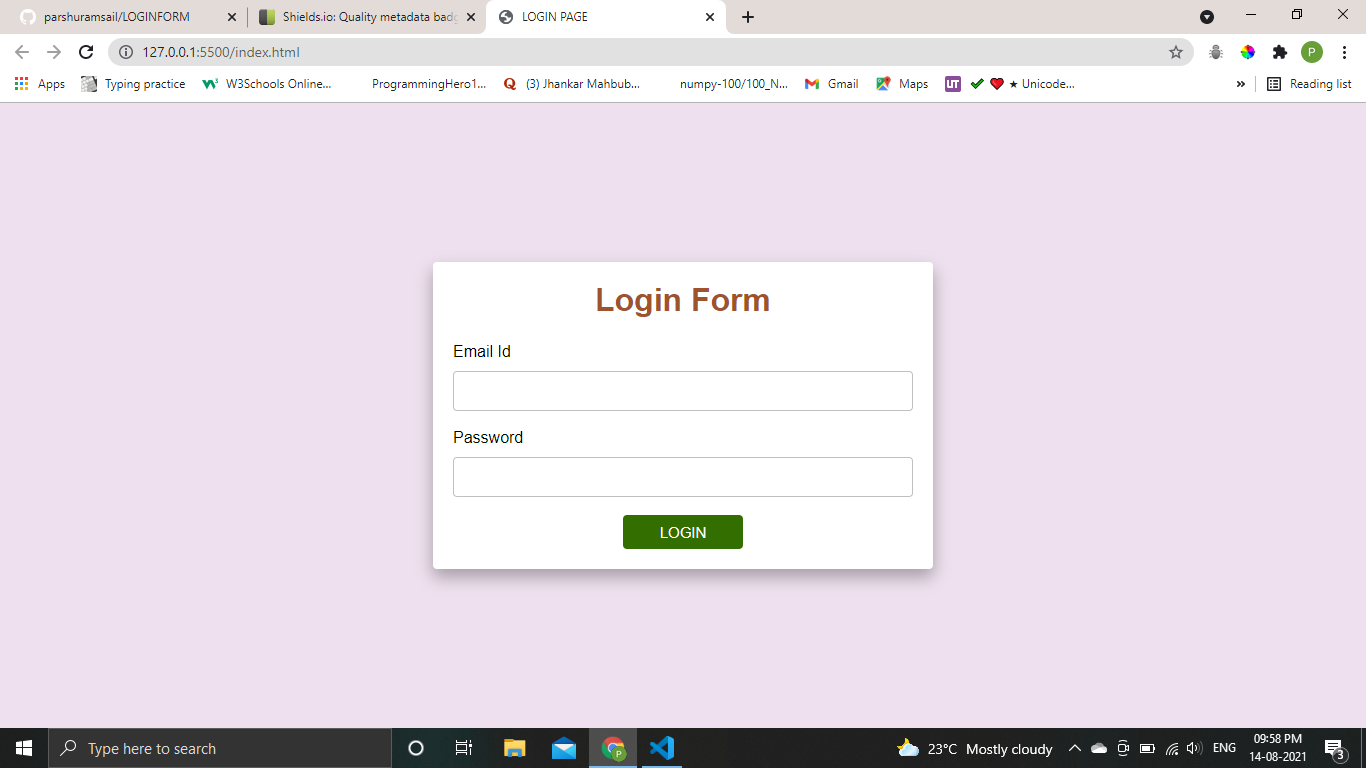 parshuramsail/LOGINFORM
Shields.io: Quality metadata badg
LOGIN PAGE
127.0.0.1:5500/index.html
P
Apps
Typing practice
W3Schools Online...
ProgrammingHero1...
(3) Jhankar Mahbub...
numpy-100/100_N...
Gmail
Maps
UT
✔ ❤ ★ Unicode...
»
Reading list
Login Form
Email Id
Password
LOGIN
Type here to search
P
23°C Mostly cloudy
ENG
09:58 PM
14-08-2021
3